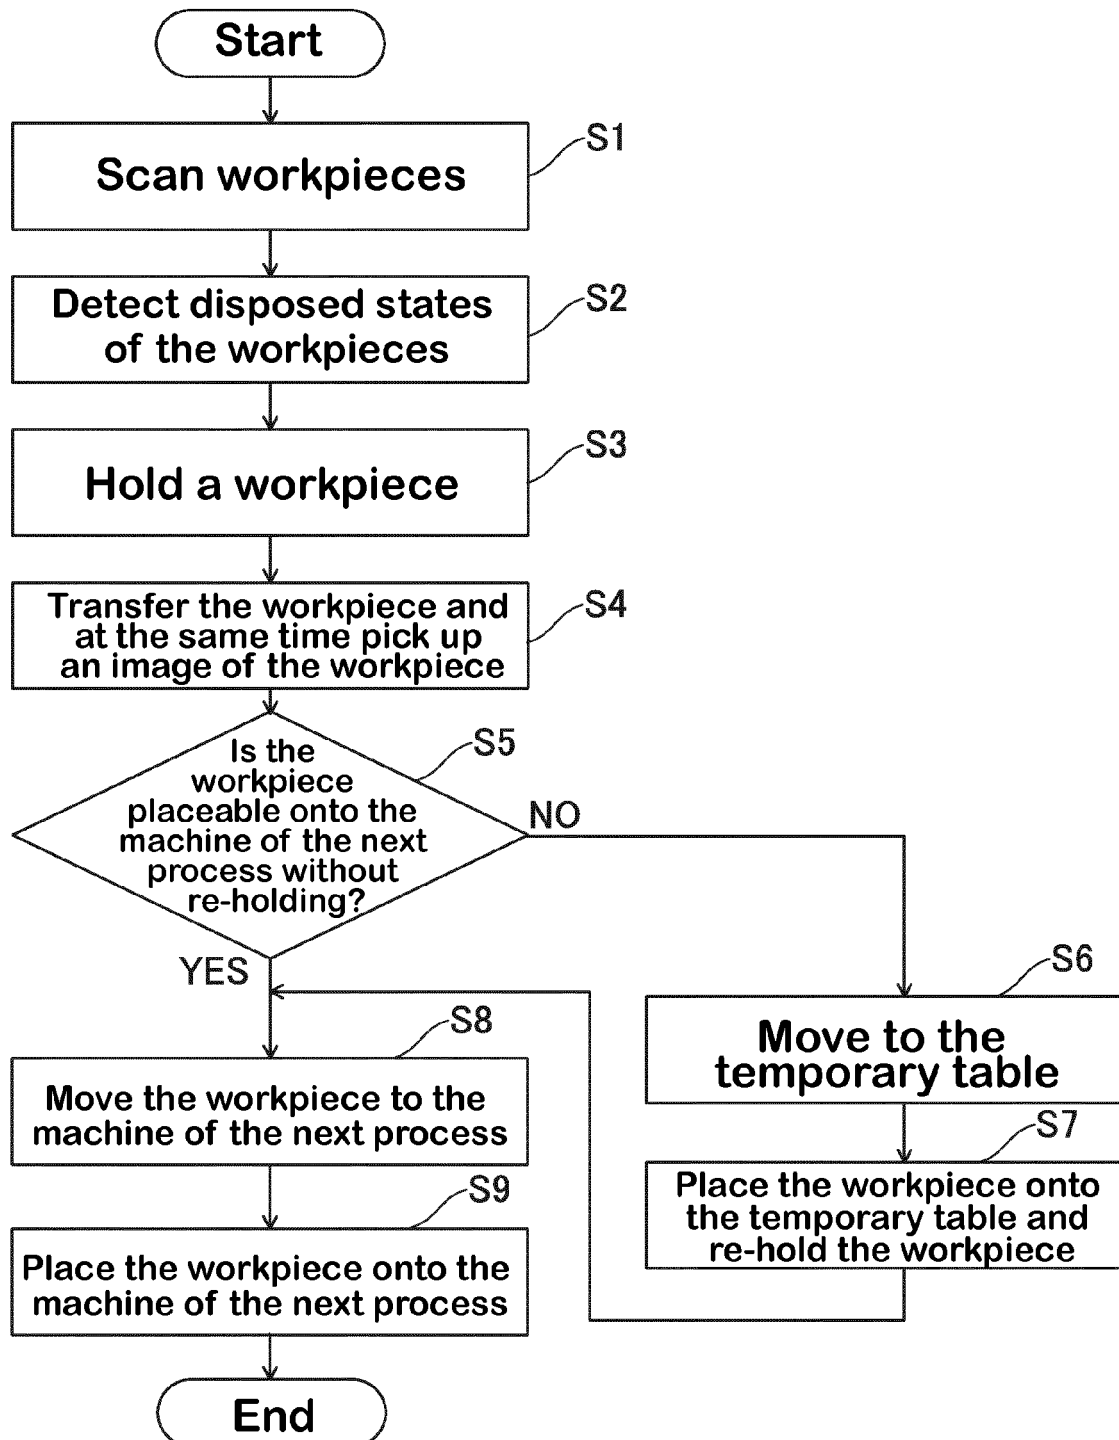 Start
S1
Scan workpieces
S2
Detect disposed states
of the workpieces
S3
Hold a workpiece
S4
Transfer the workpiece and
at the same time pick up
an image of the workpiece
S5
Is the
workpiece
placeable onto the
machine of the next
process without
re-holding?
NO
YES
S6
Move to the
temporary table
S7
Place the workpiece onto
the temporary table and
re-hold the workpiece
S8
Move the workpiece to the
machine of the next process
S9
Place the workpiece onto the
machine of the next process
End